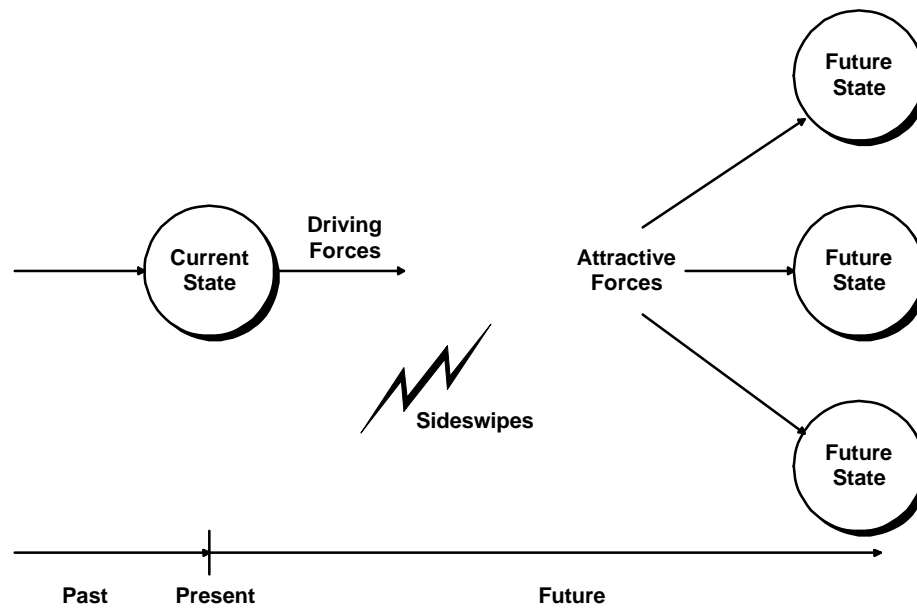 Future
State
Driving
Forces
Current
State
Attractive
Forces
Future
State
Sideswipes
Future
State
Past
Present
Future